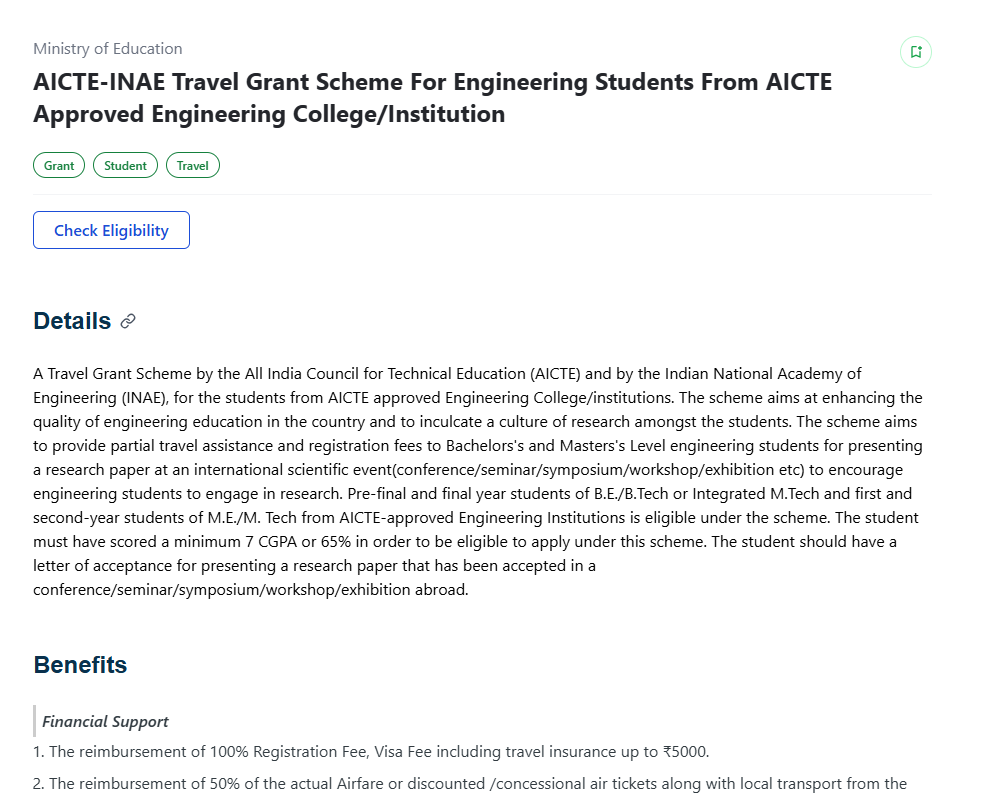 Ministry of Education
AICTE-INAE Travel Grant Scheme For Engineering Students From AICTE
Approved Engineering College/Institution
Grant Student Travel
Check Eligibility
Details
A Travel Grant Scheme by the All India Council for Technical Education (AICTE) and by the Indian National Academy of
Engineering (INAE), for the students from AICTE approved Engineering College/institutions. The scheme aims at enhancing the
quality of engineering education in the country and to inculcate a culture of research amongst the students. The scheme aims
to provide partial travel assistance and registration fees to Bachelors's and Masters's Level engineering students for presenting
a research paper at an international scientific event(conference/seminar/symposium/workshop/exhibition etc) to encourage
engineering students to engage in research. Pre-final and final year students of B.E./B.Tech or Integrated M.Tech and first and
second-year students of M.E./M. Tech from AICTE-approved Engineering Institutions is eligible under the scheme. The student
must have scored a minimum 7 CGPA or 65% in order to be eligible to apply under this scheme. The student should have a
letter of acceptance for presenting a research paper that has been accepted in a
conference/seminar/symposium/workshop/exhibition abroad.
Benefits
Financial Support
1. The reimbursement of 100% Registration Fee, Visa Fee including travel insurance up to ₹5000.
2. The reimbursement of 50% of the actual Airfare or discounted /concessional air tickets along with local transport from the